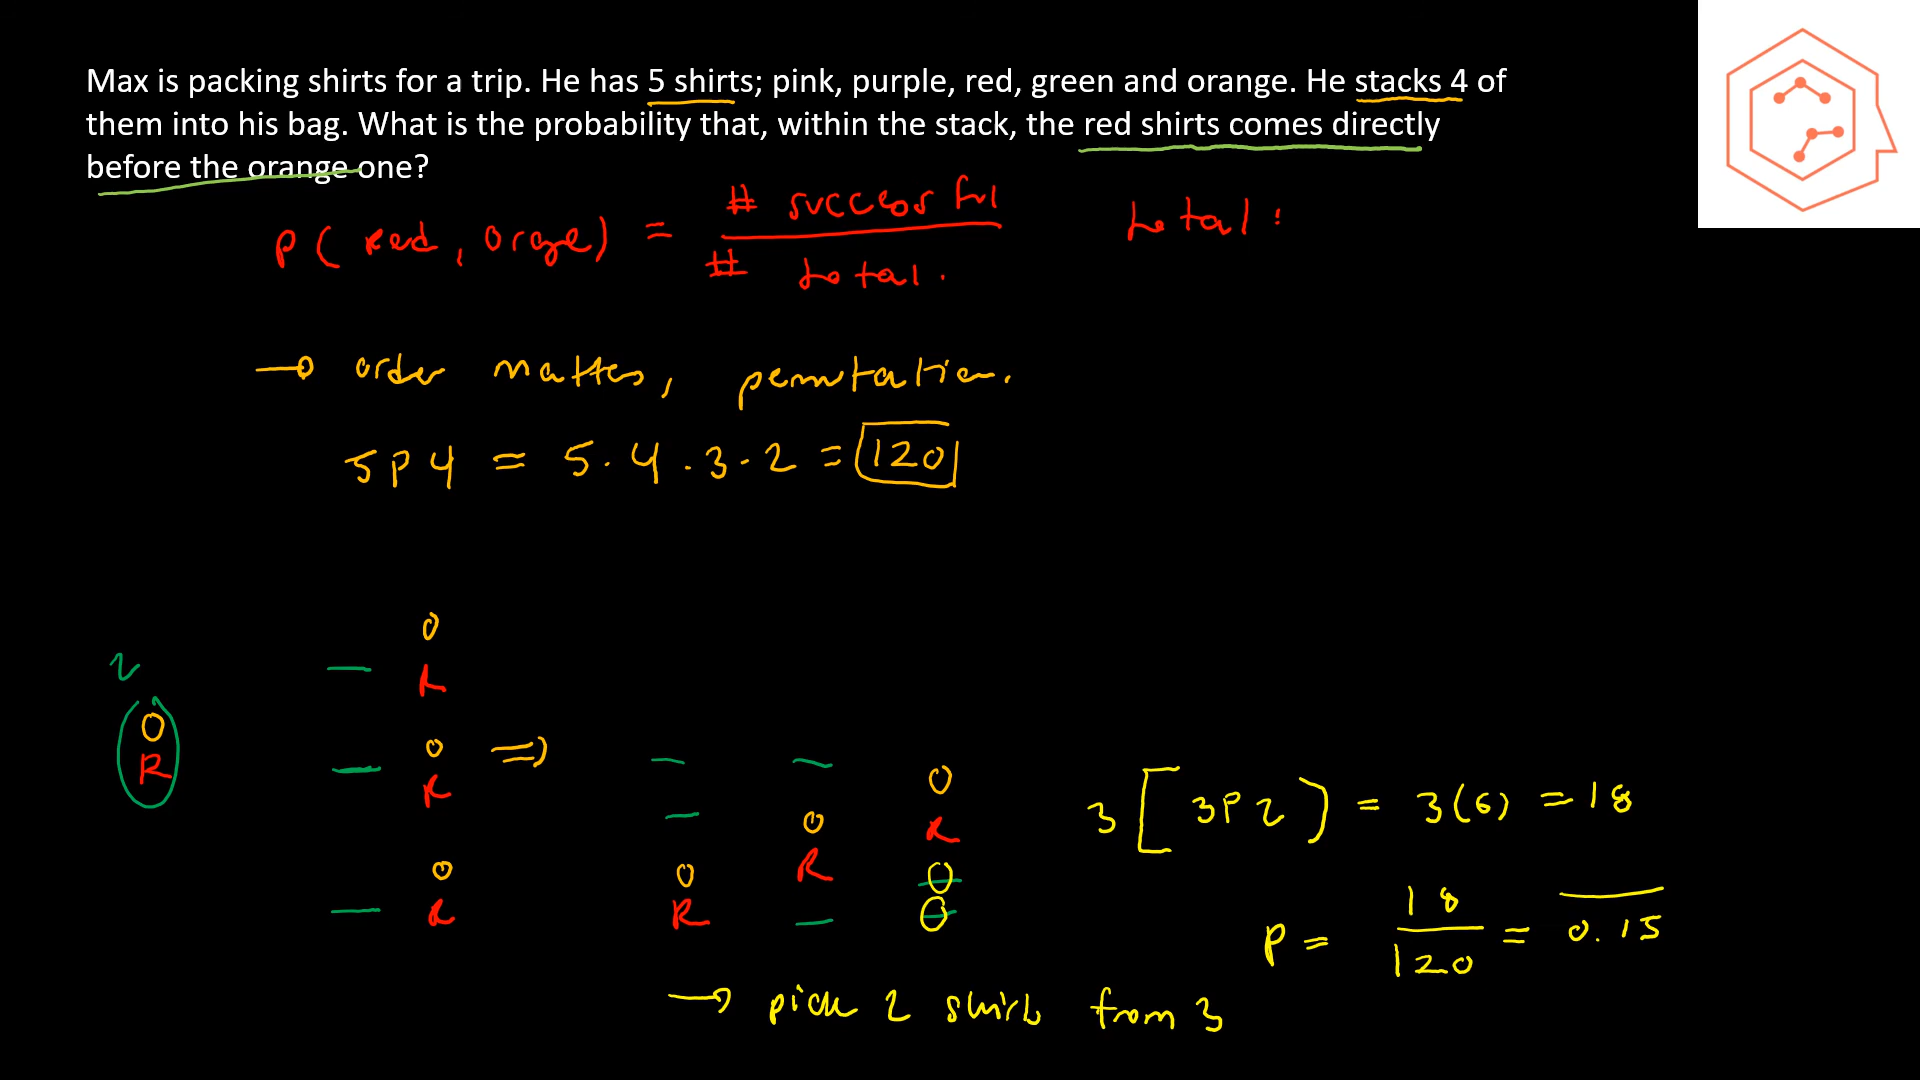 Max is packing shirts for a trip. He has 5 shirts; pink, purple, red, green and orange. He stacks 4 of
them into his bag. What is the probability that, within the stack, the red shirts comes directly
before the orange one?
P( red, orage) = # successful / # total.
total :
→ order matters, permutation.
5P4 = 5.4.3.2 = 120
2
O
R
— O R
— O R ⇒
— O R
— — O R
— O R —
O R — —
3 [ 3P2 ] = 3(6) = 18
P = 18 / 120 = 0.15
→ pick 2 shirts from 3